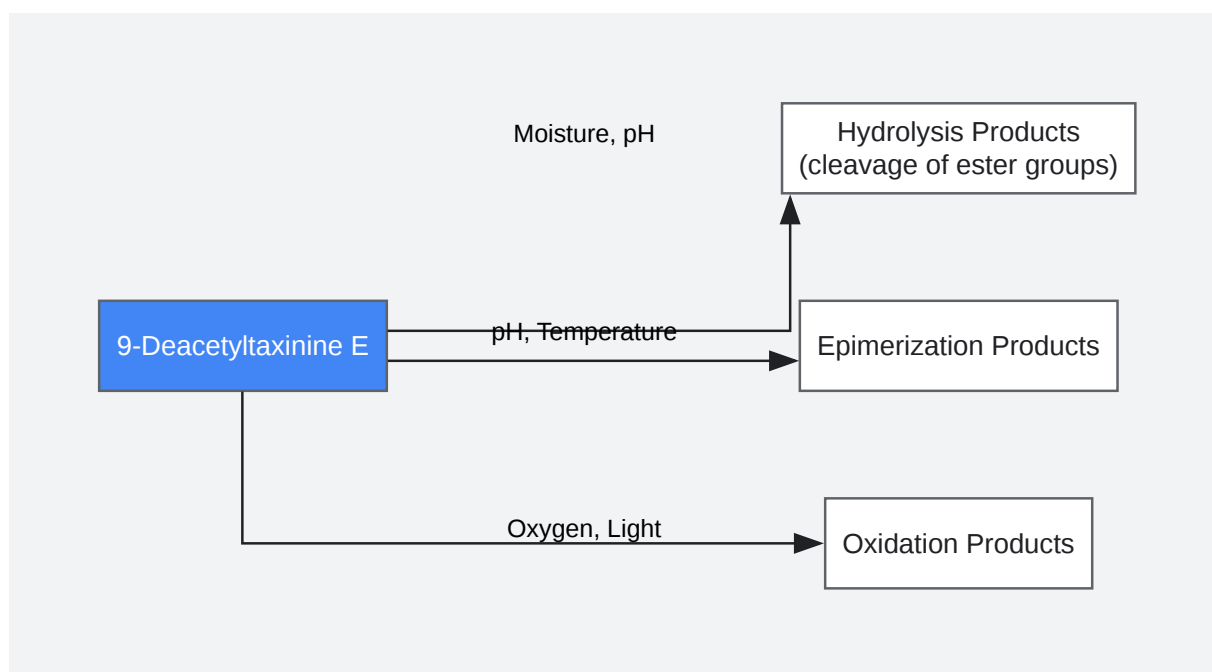 Moisture, pH
Hydrolysis Products
(cleavage of ester groups)
9-Deacetyltaxinine E
pH, Temperature
Epimerization Products
Oxygen, Light
Oxidation Products